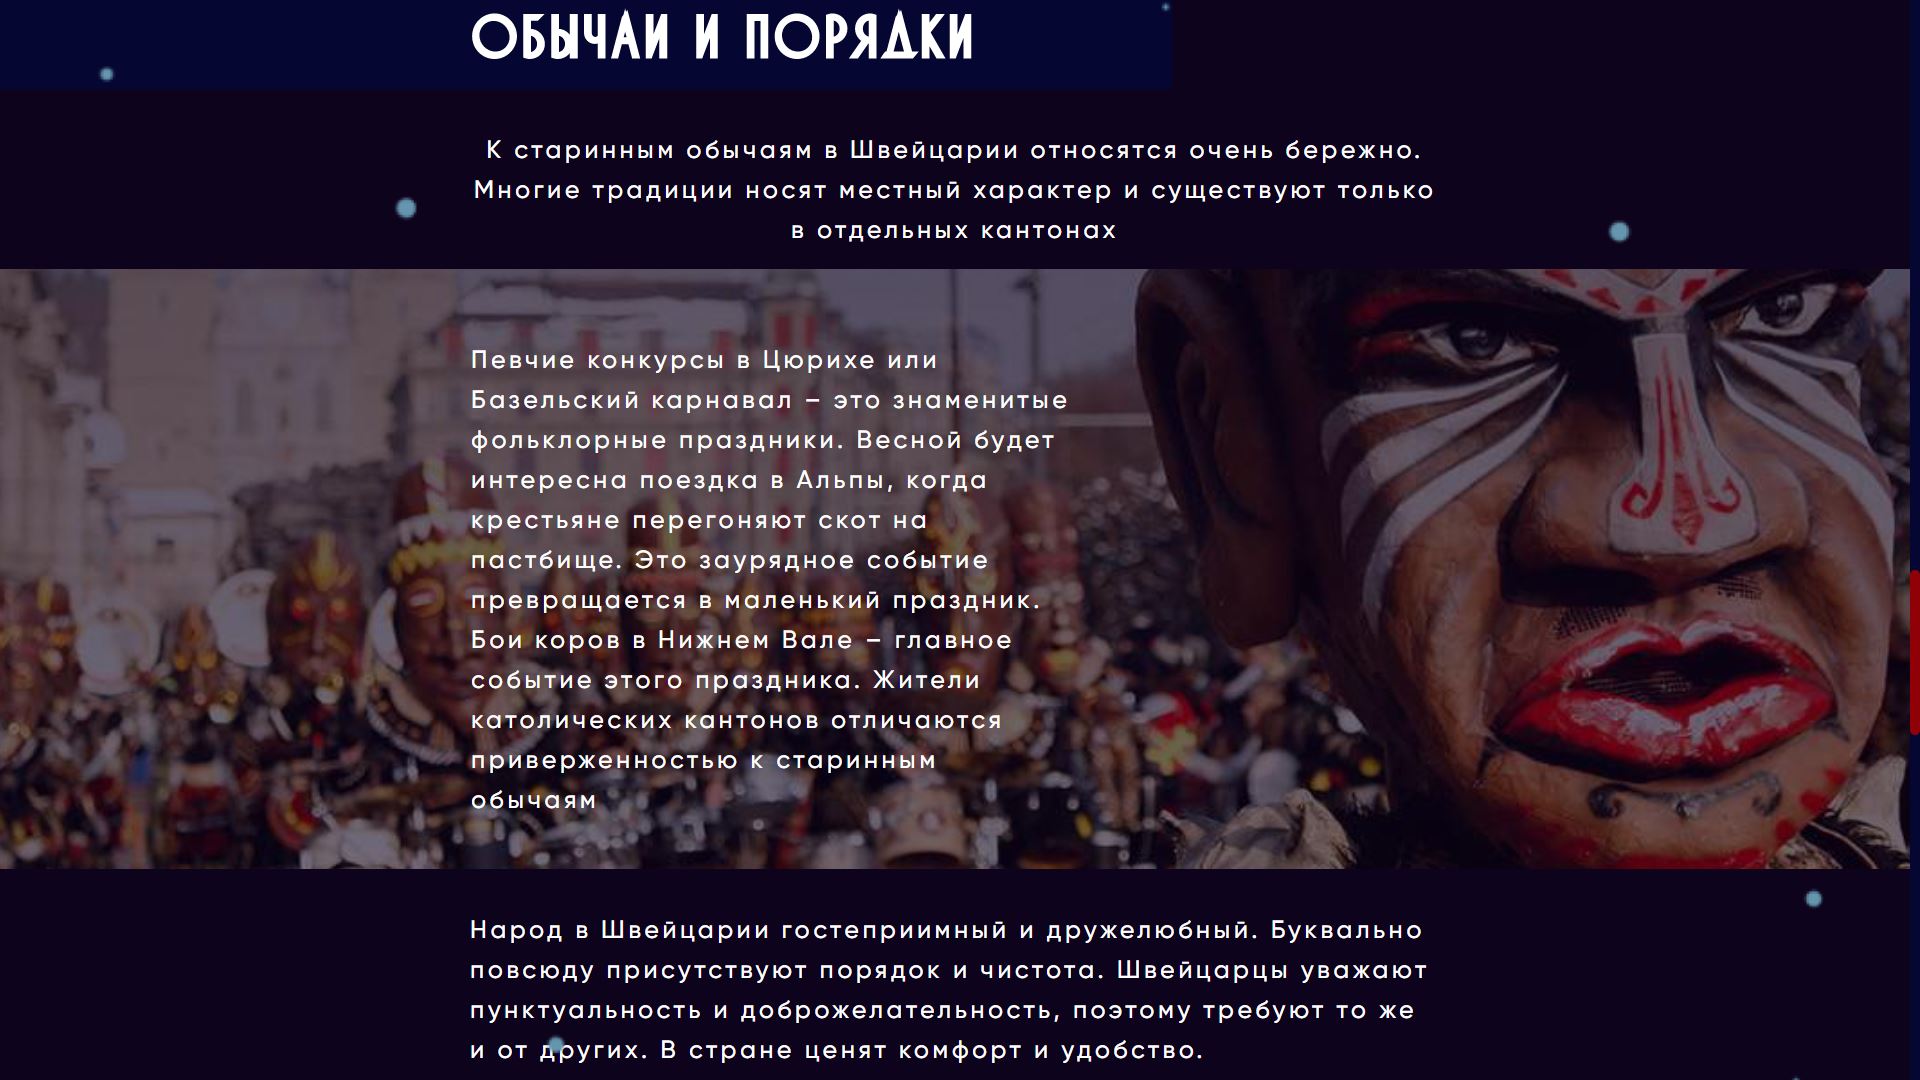 ОБЫЧАИ И ПОРЯДКИ
К старинным обычаям в Швейцарии относятся очень бережно.
Многие традиции носят местный характер и существуют только
в отдельных кантонах
Певчие конкурсы в Цюрихе или
Базельский карнавал – это знаменитые
фольклорные праздники. Весной будет
интересна поездка в Альпы, когда
крестьяне перегоняют скот на
пастбище. Это заурядное событие
превращается в маленький праздник.
Бои коров в Нижнем Вале – главное
событие этого праздника. Жители
католических кантонов отличаются
приверженностью к старинным
обычаям
Народ в Швейцарии гостеприимный и дружелюбный. Буквально
повсюду присутствуют порядок и чистота. Швейцарцы уважают
пунктуальность и доброжелательность, поэтому требуют то же
и от других. В стране ценят комфорт и удобство.